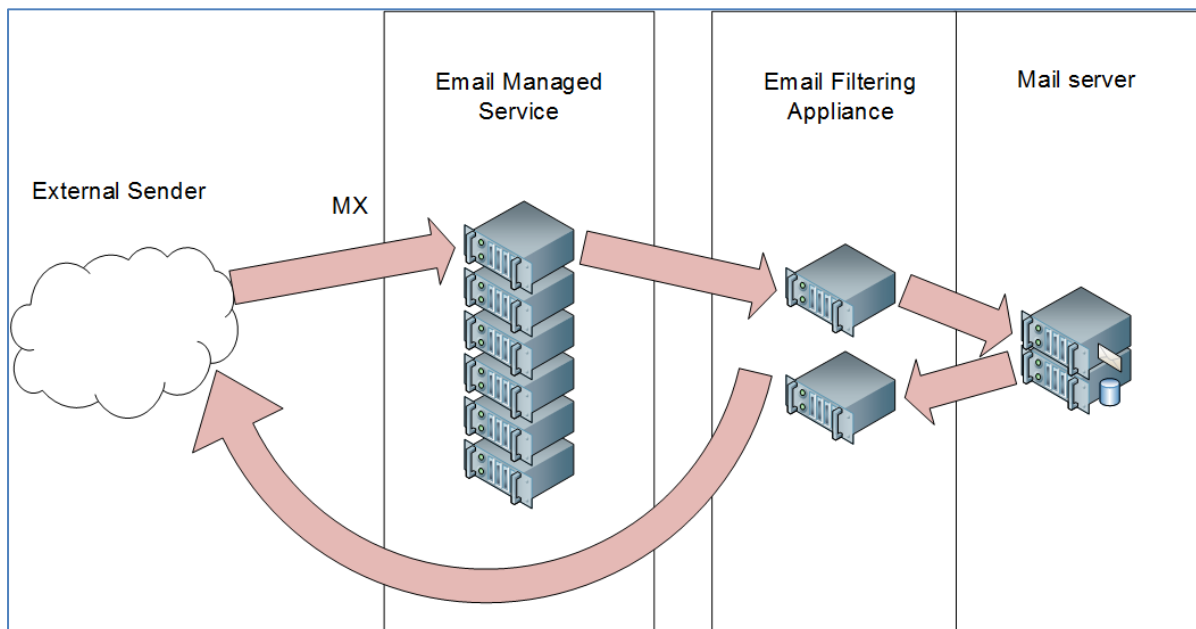 Email Managed
Service
Email Filtering
Appliance
Mail server
External Sender
MX